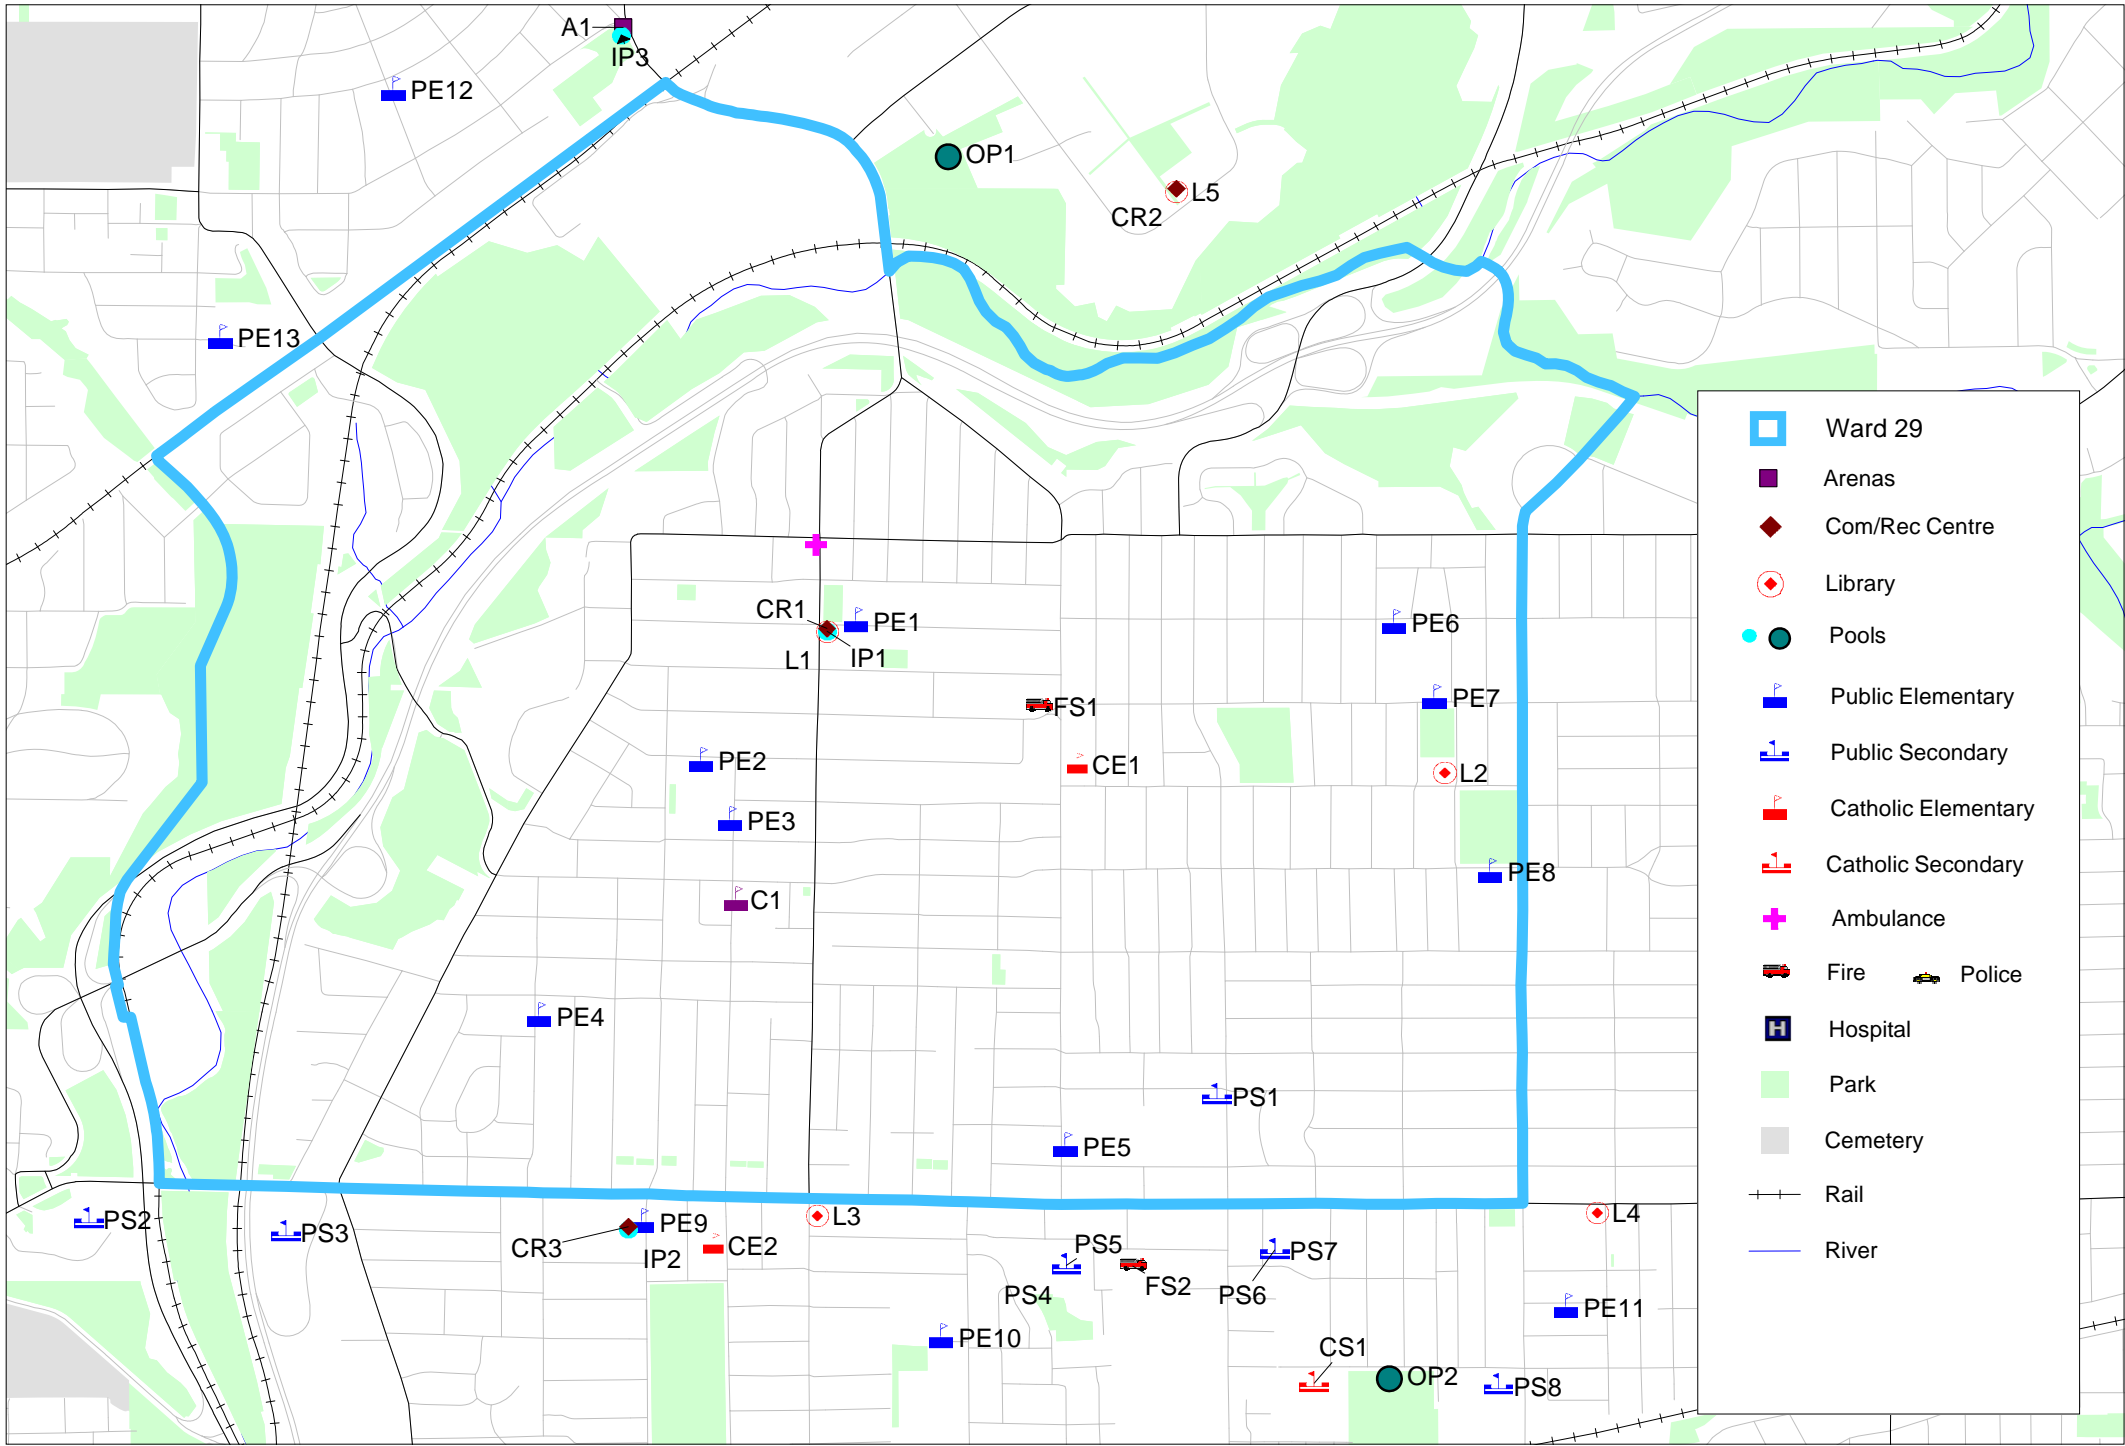 A1
IP3
PE12
OP1
L5
CR2
PE13
Ward 29
Arenas
Com/Rec Centre
Library
Pools
Public Elementary
Public Secondary
Catholic Elementary
Catholic Secondary
Ambulance
Fire
Police
H Hospital
Park
Cemetery
Rail
River
CR1
PE1
L1
IP1
PE6
FS1
PE7
PE2
CE1
L2
PE3
PE8
C1
PE4
PS1
PE5
PS2
PS3
CR3
PE9
IP2
CE2
L3
L4
PS5
PS4
FS2
PS7
PS6
PE10
PE11
CS1
OP2
PS8